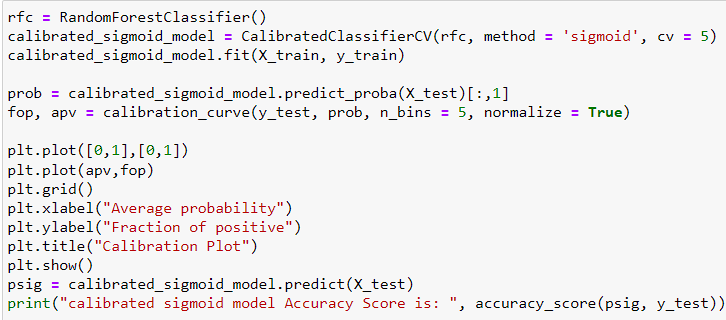 rfc = RandomForestClassifier()
calibrated_sigmoid_model = CalibratedClassifierCV(rfc, method = 'sigmoid', cv = 5)
calibrated_sigmoid_model.fit(X_train, y_train)
prob = calibrated_sigmoid_model.predict_proba(X_test)[:,1]
fop, apv = calibration_curve(y_test, prob, n_bins = 5, normalize = True)
plt.plot([0,1],[0,1])
plt.plot(apv,fop)
plt.grid()
plt.xlabel("Average probability")
plt.ylabel("Fraction of positive")
plt.title("Calibration Plot")
plt.show()
psig = calibrated_sigmoid_model.predict(X_test)
print("calibrated sigmoid model Accuracy Score is: ", accuracy_score(psig, y_test))